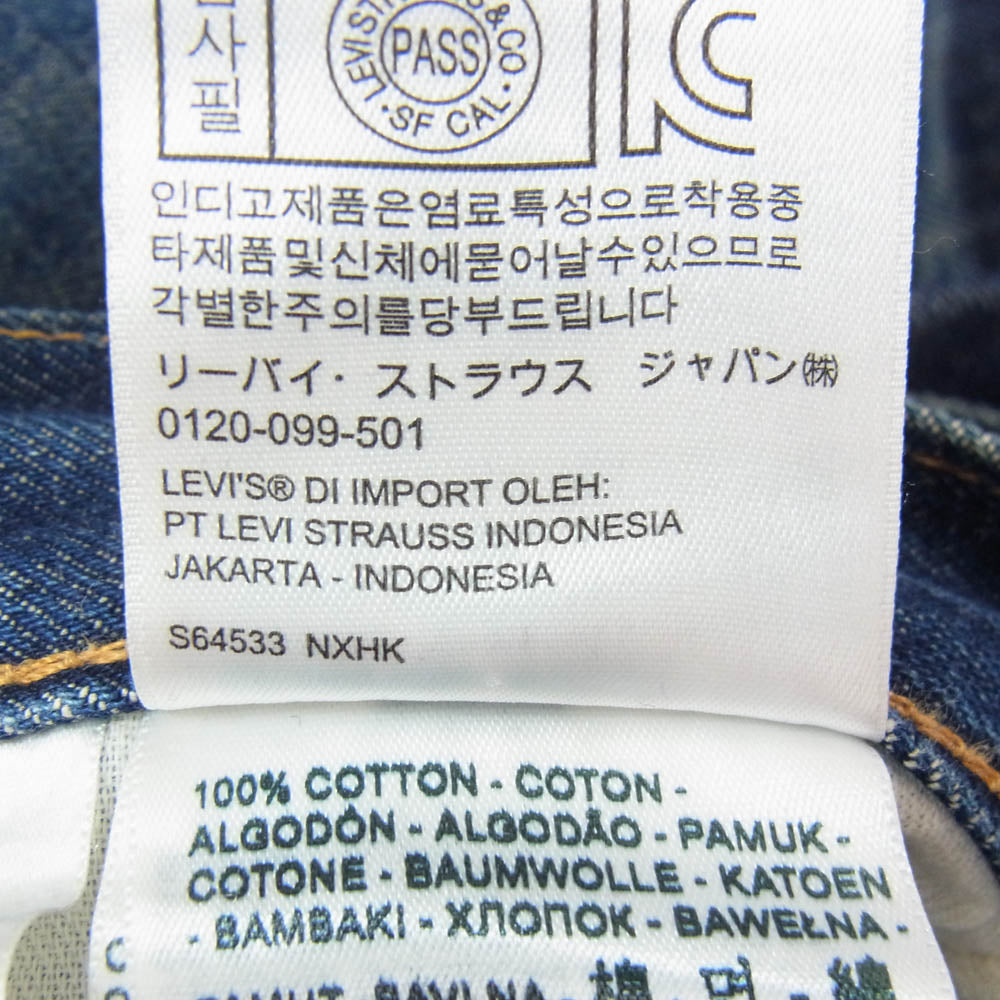 사
필
LEVI STRAUSS & CO
PASS
· SF CAL ·
인디고제품은염료특성으로착용중
타제품및신체에묻어날수있으므로
각별한주의를당부드립니다
リーバイ・ストラウス ジャパン㈱
0120-099-501
LEVI'S® DI IMPORT OLEH:
PT LEVI STRAUSS INDONESIA
JAKARTA - INDONESIA
S64533 NXHK
100% COTTON - COTON -
ALGODÓN - ALGODÃO - PAMUK -
COTONE - BAUMWOLLE - KATOEN
- BAMBAKI - ХЛОПОК - BAWEŁNA -